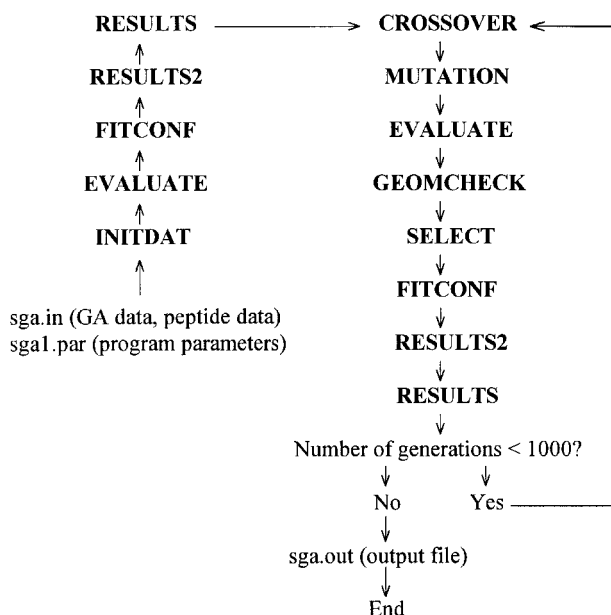 RESULTS
RESULTS2
FITCONF
EVALUATE
INITDAT
sga.in (GA data, peptide data)
sga1.par (program parameters)
CROSSOVER
MUTATION
EVALUATE
GEOMCHECK
SELECT
FITCONF
RESULTS2
RESULTS
Number of generations < 1000?
No Yes
sga.out (output file)
End